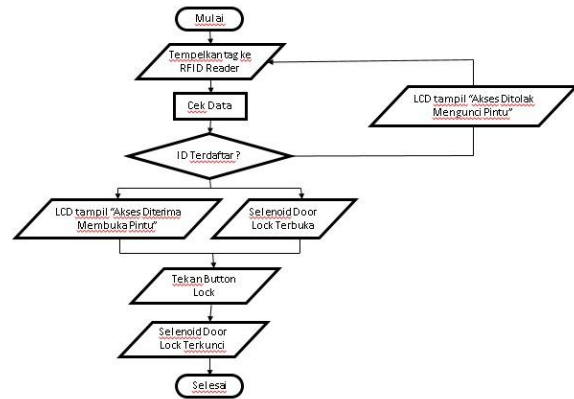 Mulai
Tempelkan tag ke
RFID Reader
Cek Data
LCD tampil “Akses Ditolak
Mengunci Pintu”
ID Terdaftar ?
LCD tampil “Akses Diterima
Membuka Pintu”
Selenoid Door
Lock Terbuka
Tekan Button
Lock
Selenoid Door
Lock Terkunci
Selesai